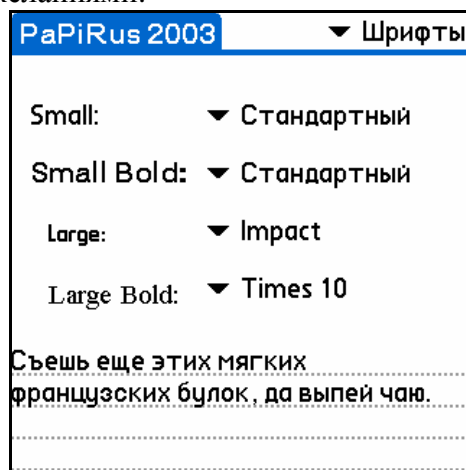 PaPiRus 2003 Шрифты
Small: Стандартный
Small Bold: Стандартный
Large: Impact
Large Bold: Times 10
Съешь еще этих мягких
французских булок, да выпей чаю.